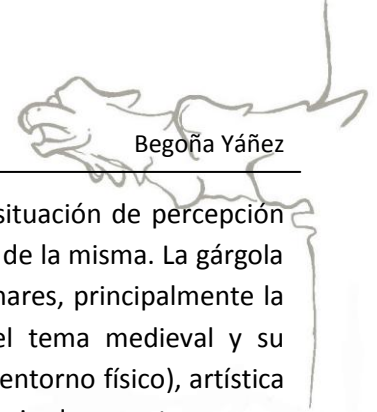 Begoña Yáñez
situación de percepción
de la misma. La gárgola
nares, principalmente la
el tema medieval y su
entorno físico), artística